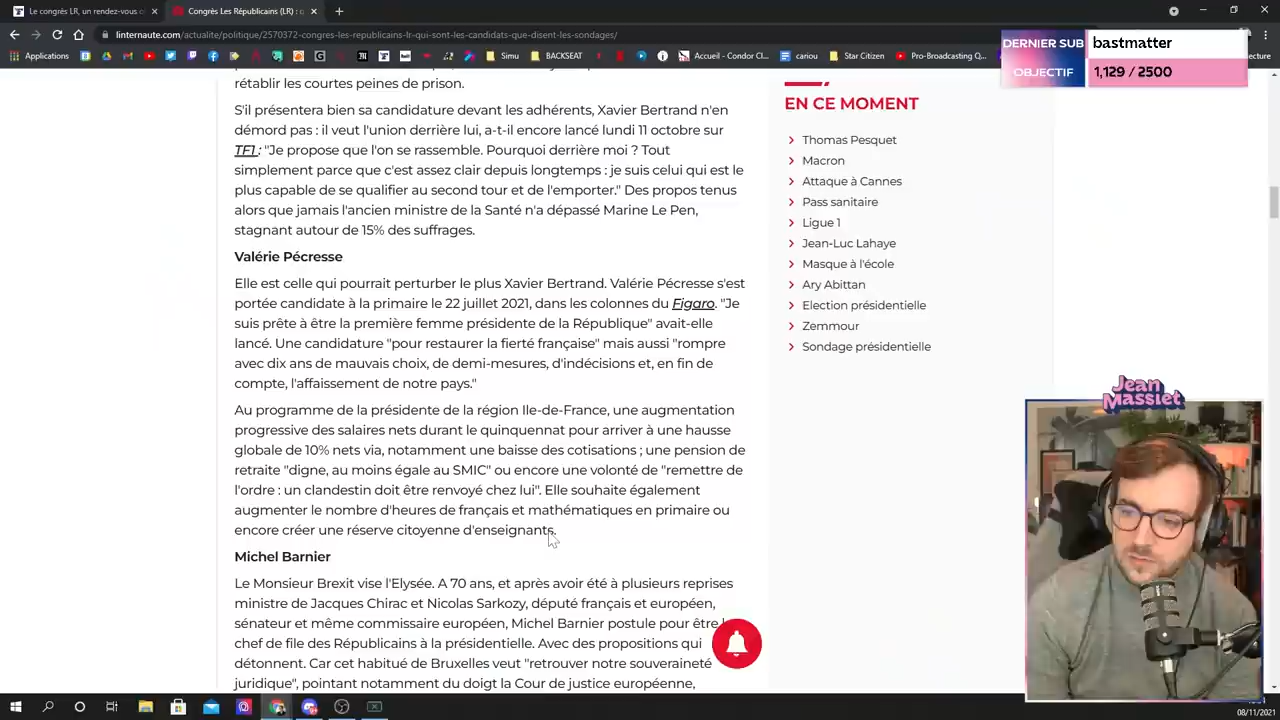 Le congrès LR, un rendez-vous c
Congrès Les Républicains (LR) : q
linternaute.com/actualite/politique/2570372-congres-les-republicains-lr-qui-sont-les-candidats-que-disent-les-sondages/
Applications
Simu
BACKSEAT
Accueil - Condor Cl...
cariou
Star Citizen
Pro-Broadcasting Q...
DERNIER SUB
bastmatter
OBJECTIF
1,129 / 2500
rétablir les courtes peines de prison.
S'il présentera bien sa candidature devant les adhérents, Xavier Bertrand n'en
démord pas : il veut l'union derrière lui, a-t-il encore lancé lundi 11 octobre sur
TF1 : "Je propose que l'on se rassemble. Pourquoi derrière moi ? Tout
simplement parce que c'est assez clair depuis longtemps : je suis celui qui est le
plus capable de se qualifier au second tour et de l'emporter." Des propos tenus
alors que jamais l'ancien ministre de la Santé n'a dépassé Marine Le Pen,
stagnant autour de 15% des suffrages.
Valérie Pécresse
Elle est celle qui pourrait perturber le plus Xavier Bertrand. Valérie Pécresse s'est
portée candidate à la primaire le 22 juillet 2021, dans les colonnes du Figaro. "Je
suis prête à être la première femme présidente de la République" avait-elle
lancé. Une candidature "pour restaurer la fierté française" mais aussi "rompre
avec dix ans de mauvais choix, de demi-mesures, d'indécisions et, en fin de
compte, l'affaissement de notre pays."
Au programme de la présidente de la région Ile-de-France, une augmentation
progressive des salaires nets durant le quinquennat pour arriver à une hausse
globale de 10% nets via, notamment une baisse des cotisations ; une pension de
retraite "digne, au moins égale au SMIC" ou encore une volonté de "remettre de
l'ordre : un clandestin doit être renvoyé chez lui". Elle souhaite également
augmenter le nombre d'heures de français et mathématiques en primaire ou
encore créer une réserve citoyenne d'enseignants.
Michel Barnier
Le Monsieur Brexit vise l'Elysée. A 70 ans, et après avoir été à plusieurs reprises
ministre de Jacques Chirac et Nicolas Sarkozy, député français et européen,
sénateur et même commissaire européen, Michel Barnier postule pour être
chef de file des Républicains à la présidentielle. Avec des propositions qui
détonnent. Car cet habitué de Bruxelles veut "retrouver notre souveraineté
juridique", pointant notamment du doigt la Cour de justice européenne,
EN CE MOMENT
Thomas Pesquet
Macron
Attaque à Cannes
Pass sanitaire
Ligue 1
Jean-Luc Lahaye
Masque à l'école
Ary Abittan
Election présidentielle
Zemmour
Sondage présidentielle
Jean
Massiet
08/11/2021